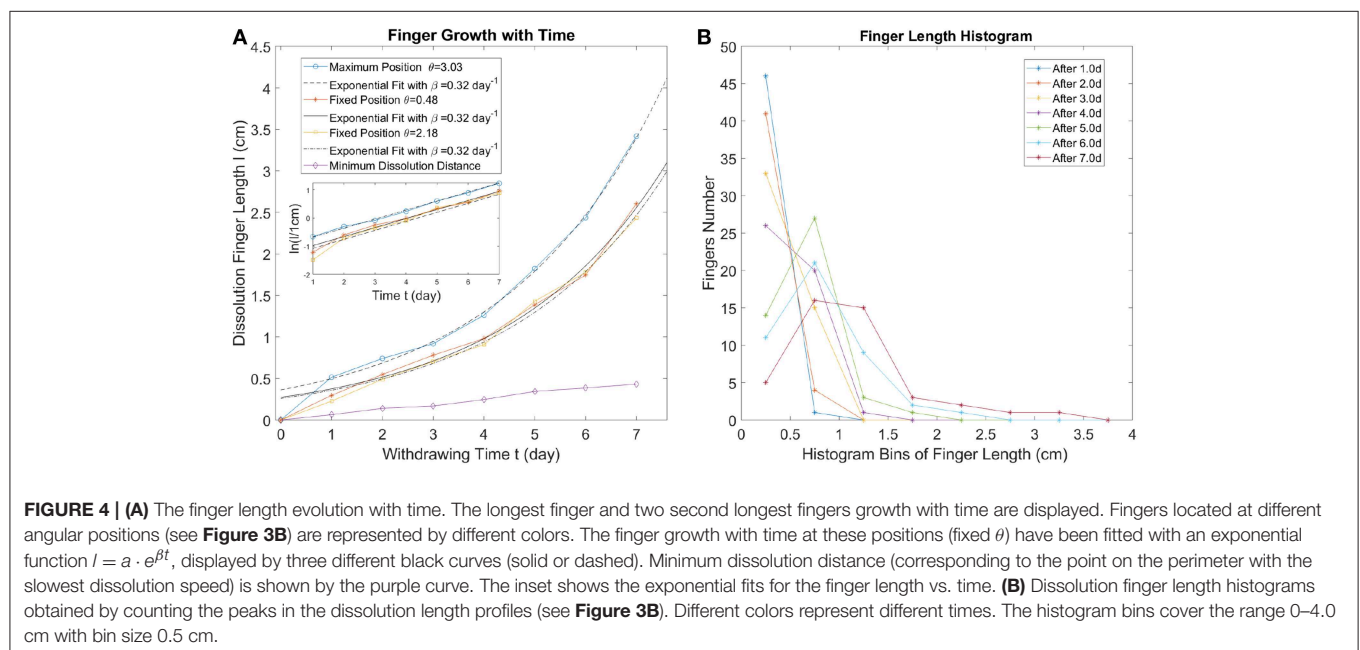 A
Finger Growth with Time
4.5
4
3.5
3
2.5
2
1.5
1
0.5
0
Dissolution Finger Length l (cm)
Maximum Position θ=3.03
Exponential Fit with β =0.32 day-1
Fixed Position θ=0.48
Exponential Fit with β =0.32 day-1
Fixed Position θ=2.18
Exponential Fit with β =0.32 day-1
Minimum Dissolution Distance
1
0
-1
-2
ln(l/1cm)
1 2 3 4 5 6 7
Time t (day)
0 1 2 3 4 5 6 7
Withdrawing Time t (day)
B
Finger Length Histogram
50
45
40
35
30
25
20
15
10
5
0
Fingers Number
After 1.0d
After 2.0d
After 3.0d
After 4.0d
After 5.0d
After 6.0d
After 7.0d
0 0.5 1 1.5 2 2.5 3 3.5 4
Histogram Bins of Finger Length (cm)
FIGURE 4 | (A) The finger length evolution with time. The longest finger and two second longest fingers growth with time are displayed. Fingers located at different
angular positions (see Figure 3B) are represented by different colors. The finger growth with time at these positions (fixed θ) have been fitted with an exponential
function l = a · e^βt, displayed by three different black curves (solid or dashed). Minimum dissolution distance (corresponding to the point on the perimeter with the
slowest dissolution speed) is shown by the purple curve. The inset shows the exponential fits for the finger length vs. time. (B) Dissolution finger length histograms
obtained by counting the peaks in the dissolution length profiles (see Figure 3B). Different colors represent different times. The histogram bins cover the range 0–4.0
cm with bin size 0.5 cm.